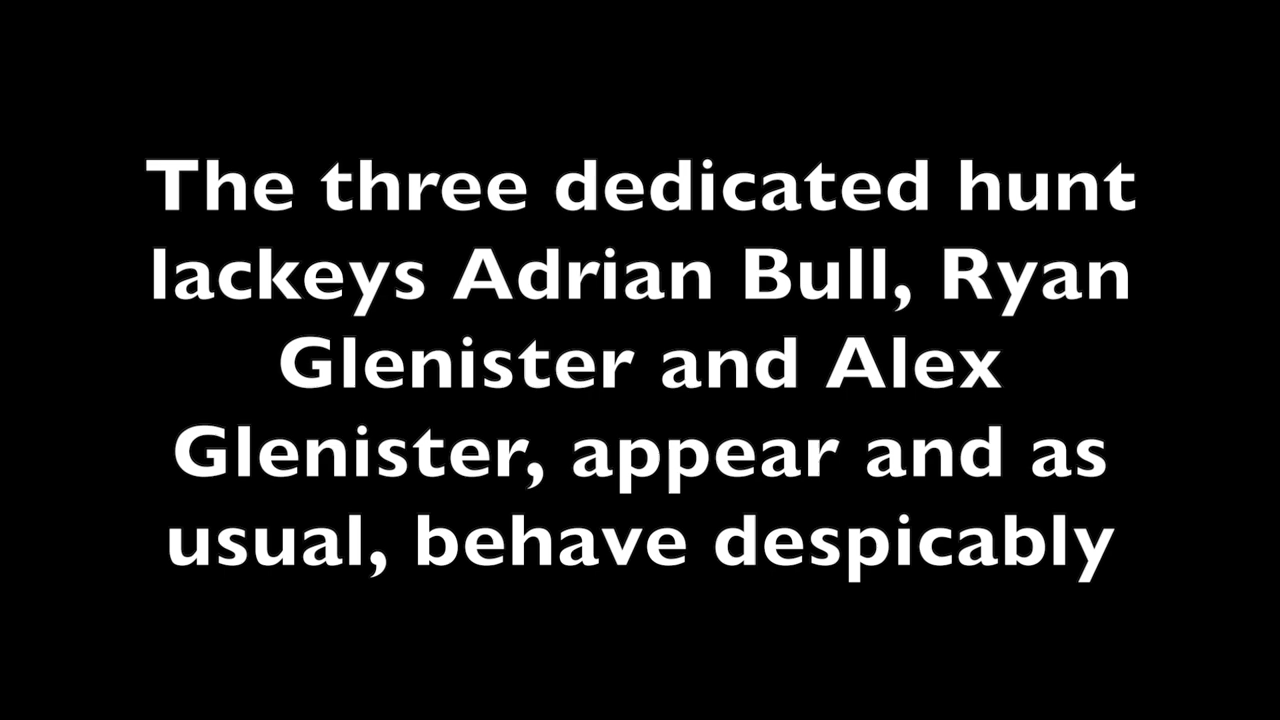 The three dedicated hunt
lackeys Adrian Bull, Ryan
Glenister and Alex
Glenister, appear and as
usual, behave despicably